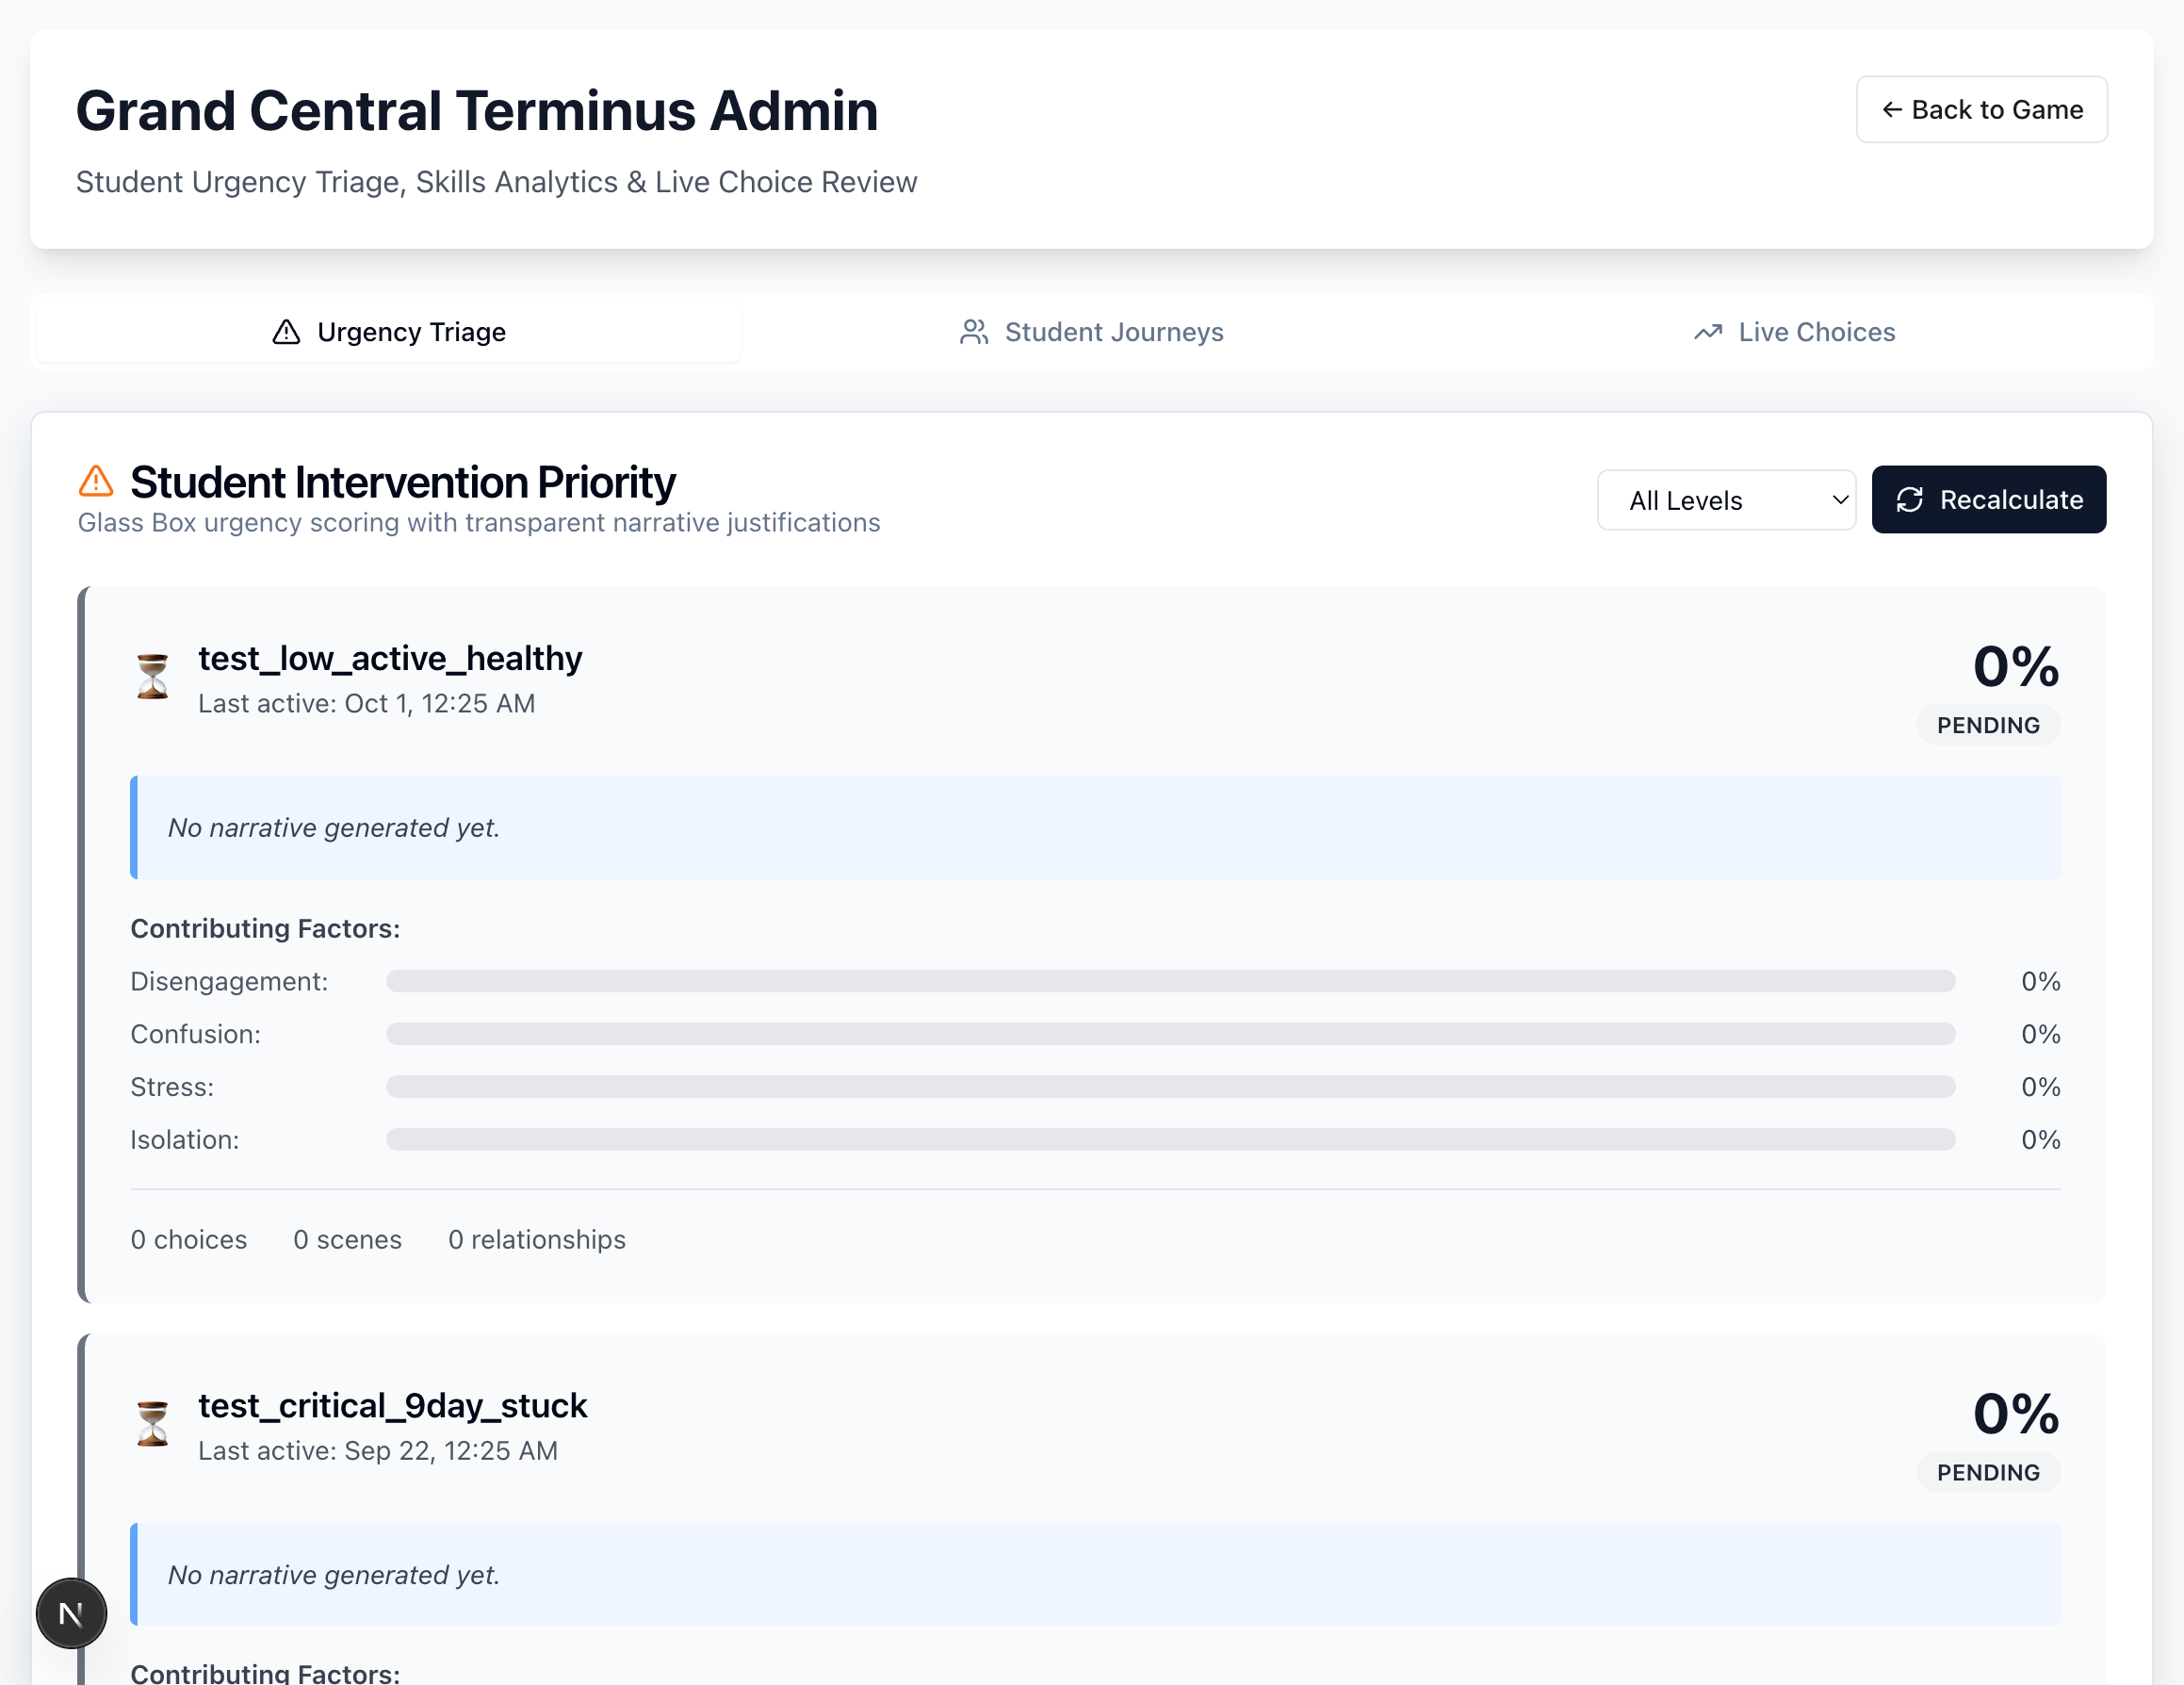 Grand Central Terminus Admin
← Back to Game
Student Urgency Triage, Skills Analytics & Live Choice Review
Urgency Triage
Student Journeys
Live Choices
Student Intervention Priority
Glass Box urgency scoring with transparent narrative justifications
All Levels
Recalculate
test_low_active_healthy
Last active: Oct 1, 12:25 AM
0%
PENDING
No narrative generated yet.
Contributing Factors:
Disengagement: 0%
Confusion: 0%
Stress: 0%
Isolation: 0%
0 choices 0 scenes 0 relationships
test_critical_9day_stuck
Last active: Sep 22, 12:25 AM
0%
PENDING
No narrative generated yet.
N
Contributing Factors: